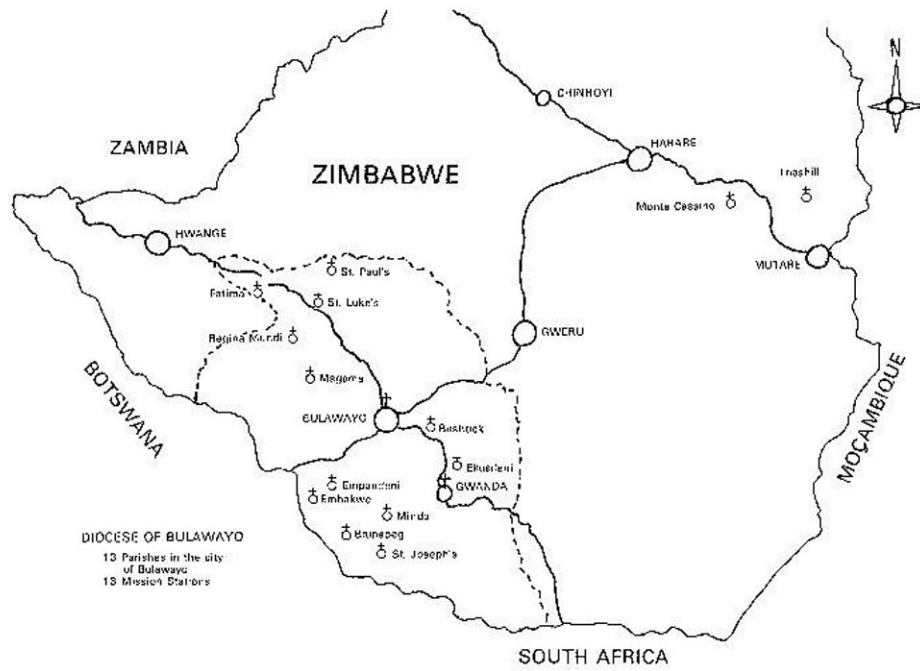 CHINHOYI
N
HARARE
ZAMBIA
ZIMBABWE
Monte Cassino
HWANGE
MUTARE
St. Paul's
Fatima
St. Luke's
GWERU
Regina Mundi
BOTSWANA
MOÇAMBIQUE
BULAWAYO
GWANDA
Empandeni
Embakwe
Minda
Brunapeg
St. Joseph's
DIOCESE OF BULAWAYO
13 Parishes in the city
of Bulawayo
Mission Stations
SOUTH AFRICA